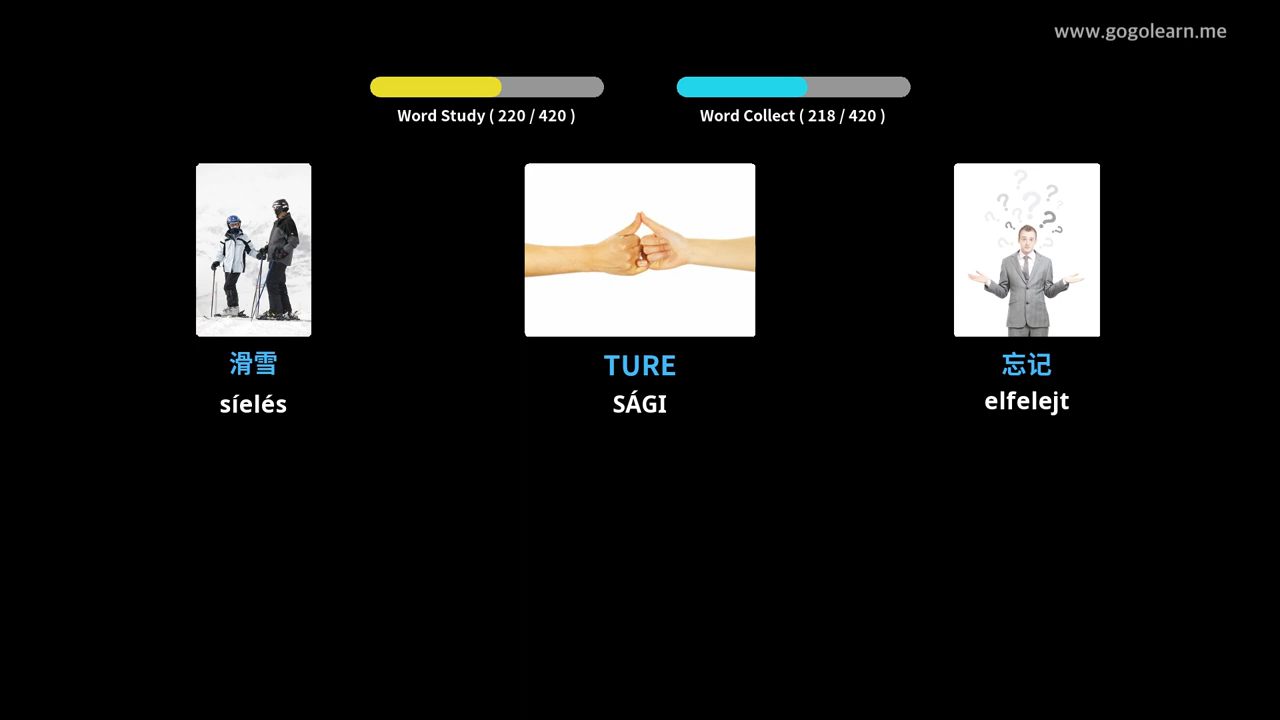 www.gogolearn.me
Word Study ( 220 / 420 )
Word Collect ( 218 / 420 )
滑雪
síelés
TURE
SÁGI
忘记
elfelejt